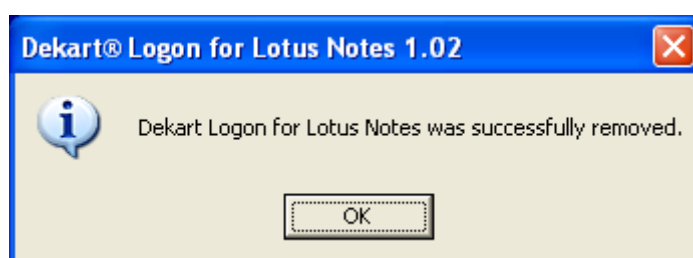 Dekart® Logon for Lotus Notes 1.02
Dekart Logon for Lotus Notes was successfully removed.
OK